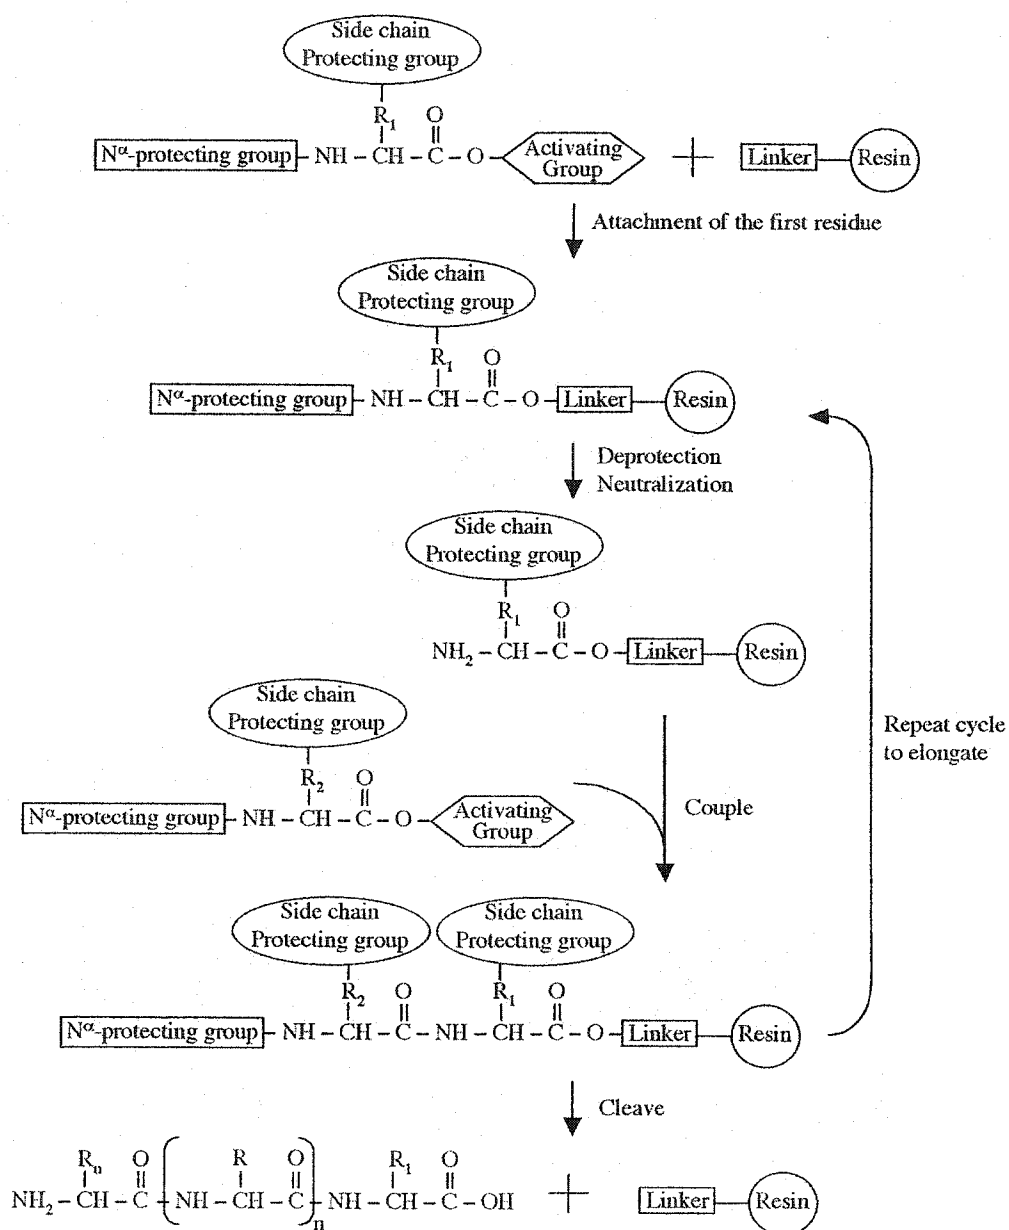 Side chain
Protecting group
R1 O
Nα-protecting group NH – CH – C – O Activating Group + Linker Resin
Attachment of the first residue
Side chain
Protecting group
R1 O
Nα-protecting group NH – CH – C – O Linker Resin
Deprotection
Neutralization
Side chain
Protecting group
R1 O
NH2 – CH – C – O Linker Resin
Side chain
Protecting group
R2 O
Nα-protecting group NH – CH – C – O Activating Group
Couple
Repeat cycle
to elongate
Side chain
Protecting group
Side chain
Protecting group
R2 O R1 O
Nα-protecting group NH – CH – C – NH – CH – C – O Linker Resin
Cleave
Rn O R O R1 O
NH2 – CH – C ( NH – CH – C )n NH – CH – C – OH + Linker Resin